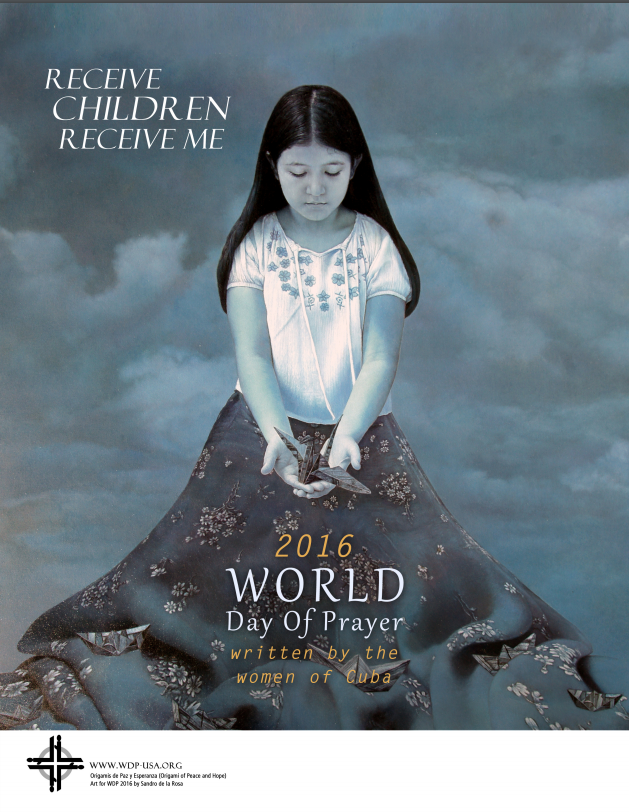 RECEIVE
CHILDREN
RECEIVE ME
2016
WORLD
Day Of Prayer
written by the
women of Cuba
WWW.WDP-USA.ORG
Origamis de Paz y Esperanza (Origami of Peace and Hope)
Art for WDP 2016 by Sandro de la Rosa